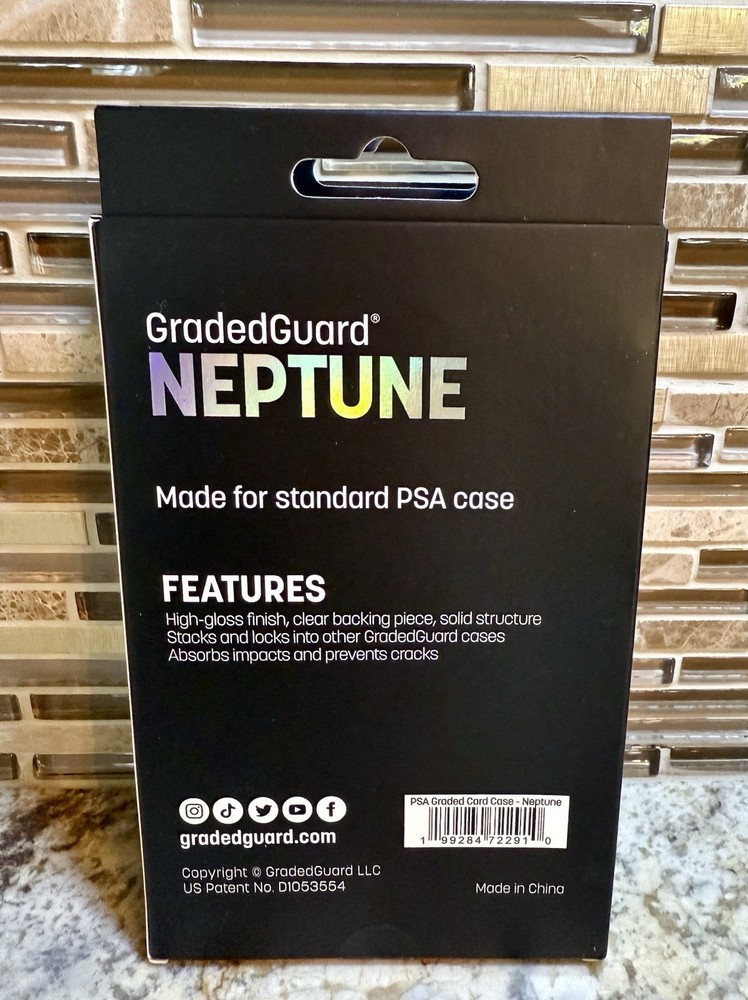 GradedGuard®
NEPTUNE
Made for standard PSA case
FEATURES
High-gloss finish, clear backing piece, solid structure
Stacks and locks into other GradedGuard cases
Absorbs impacts and prevents cracks
gradedguard.com
PSA Graded Card Case - Neptune
1 99284 72291 0
Copyright © GradedGuard LLC
US Patent No. D1053554
Made in China